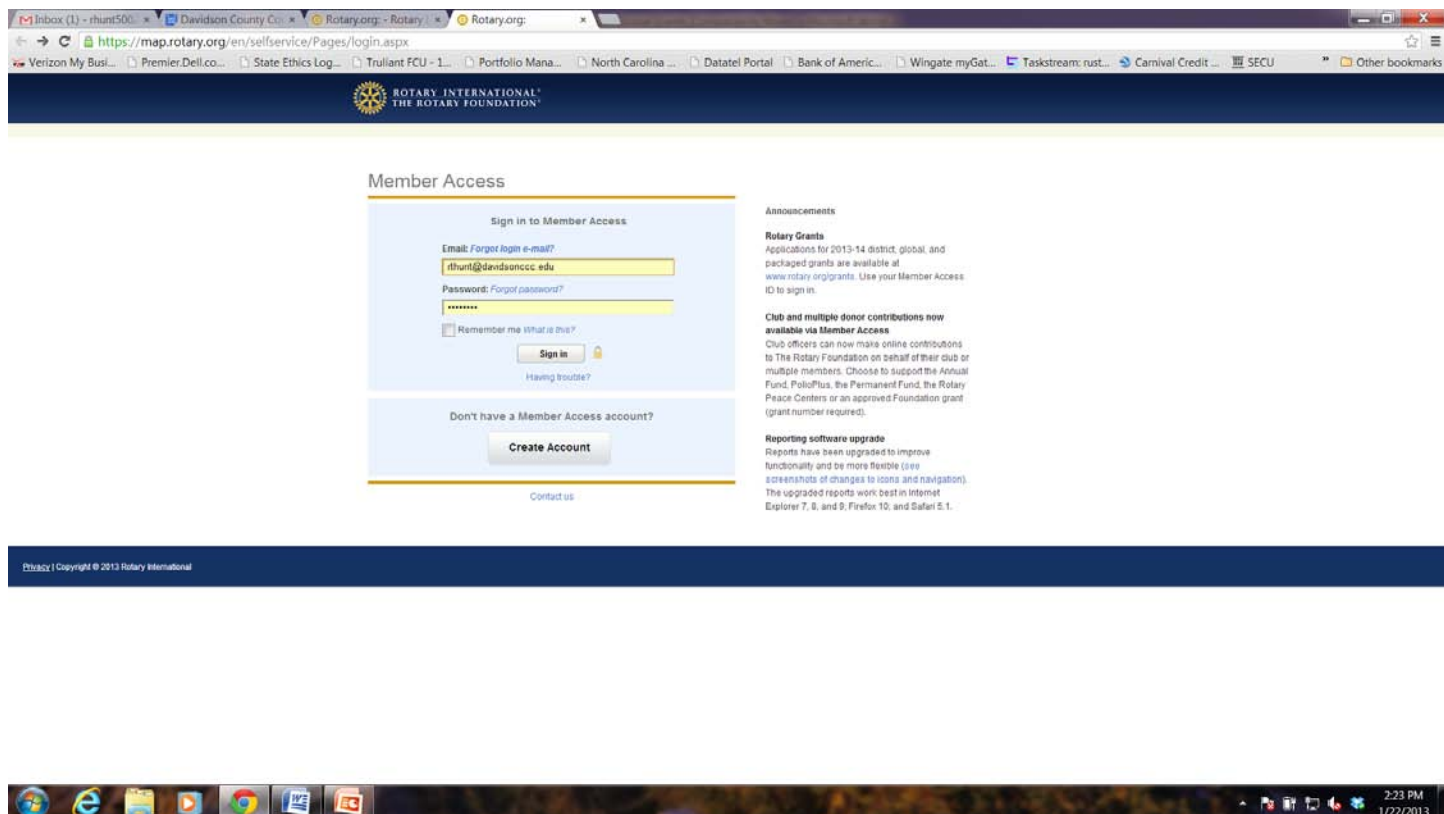 Inbox (1) - rhunt500
Davidson County Co
Rotary.org: - Rotary
Rotary.org:
https://map.rotary.org/en/selfservice/Pages/login.aspx
Verizon My Busi... Premier.Dell.co... State Ethics Log... Truliant FCU - 1... Portfolio Mana... North Carolina ... Datatel Portal Bank of Americ... Wingate myGat... Taskstream: rust... Carnival Credit ... SECU » Other bookmarks
ROTARY INTERNATIONAL
THE ROTARY FOUNDATION
Member Access
Sign in to Member Access
Email: Forgot login e-mail?
rthunt@davidsonccc.edu
Password: Forgot password?
••••••••
Remember me What is this?
Sign in
Having trouble?
Don't have a Member Access account?
Create Account
Contact us
Announcements
Rotary Grants
Applications for 2013-14 district, global, and
packaged grants are available at
www.rotary.org/grants. Use your Member Access
ID to sign in.
Club and multiple donor contributions now
available via Member Access
Club officers can now make online contributions
to The Rotary Foundation on behalf of their club or
multiple members. Choose to support the Annual
Fund, PolioPlus, the Permanent Fund, the Rotary
Peace Centers or an approved Foundation grant
(grant number required).
Reporting software upgrade
Reports have been upgraded to improve
functionality and be more flexible (see
screenshots of changes to icons and navigation).
The upgraded reports work best in Internet
Explorer 7, 8, and 9; Firefox 10; and Safari 5.1.
Privacy | Copyright © 2013 Rotary International
2:23 PM
1/22/2013